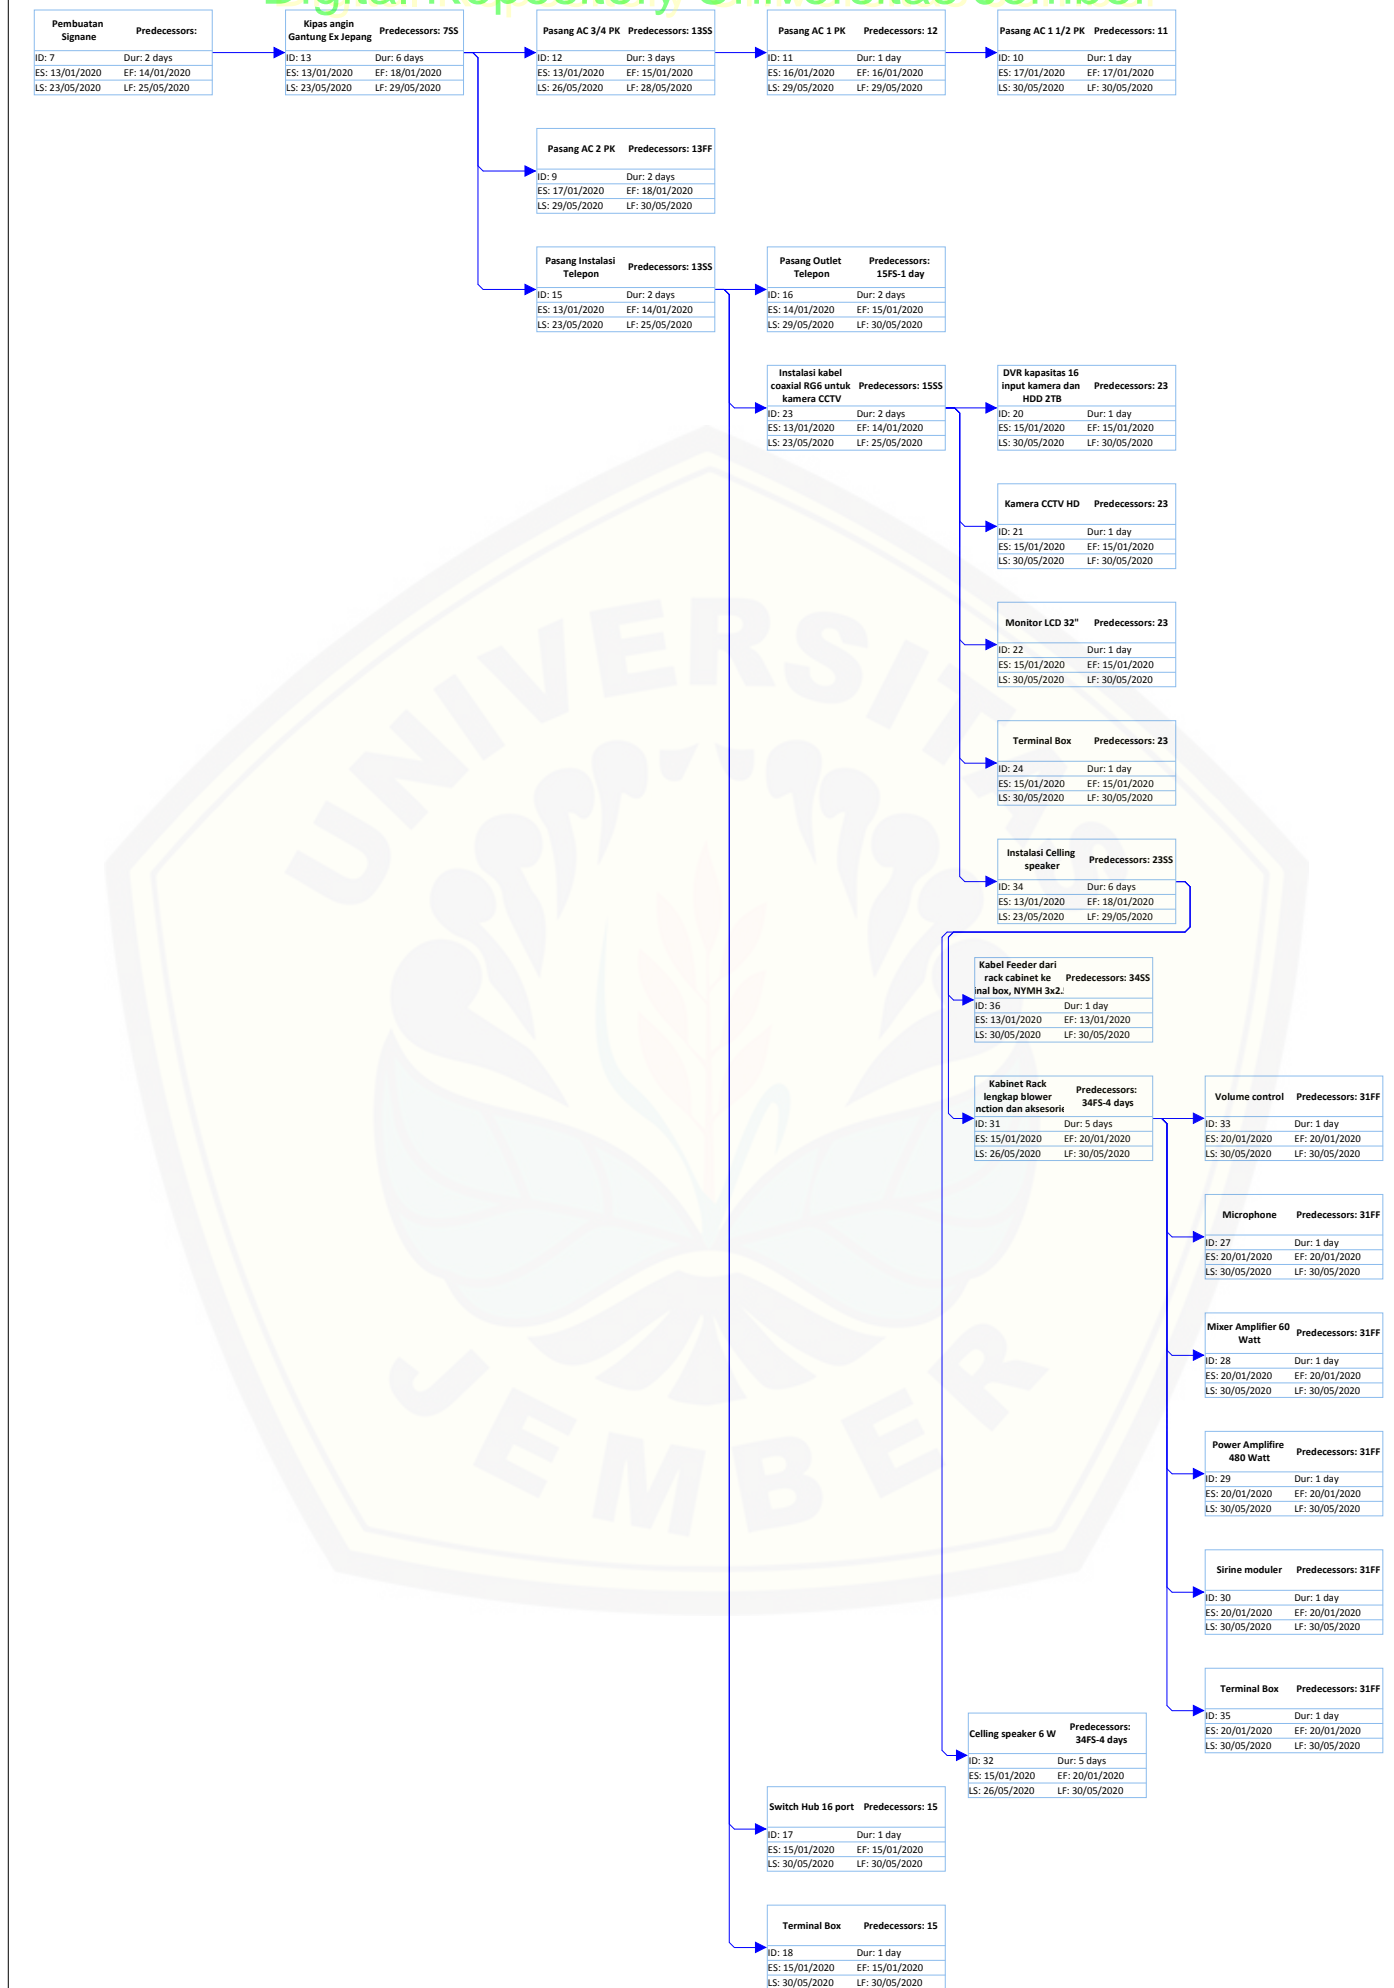 Digital Repository Universitas Jember
Pembuatan Signane Predecessors:
ID: 7 Dur: 2 days
ES: 13/01/2020 EF: 14/01/2020
LS: 23/05/2020 LF: 25/05/2020
Kipas angin
Gantung Ex Jepang Predecessors: 7SS
ID: 13 Dur: 6 days
ES: 13/01/2020 EF: 18/01/2020
LS: 23/05/2020 LF: 29/05/2020
Pasang AC 3/4 PK Predecessors: 13SS
ID: 12 Dur: 3 days
ES: 13/01/2020 EF: 15/01/2020
LS: 26/05/2020 LF: 28/05/2020
Pasang AC 1 PK Predecessors: 12
ID: 11 Dur: 1 day
ES: 16/01/2020 EF: 16/01/2020
LS: 29/05/2020 LF: 29/05/2020
Pasang AC 1 1/2 PK Predecessors: 11
ID: 10 Dur: 1 day
ES: 17/01/2020 EF: 17/01/2020
LS: 30/05/2020 LF: 30/05/2020
Pasang AC 2 PK Predecessors: 13FF
ID: 9 Dur: 2 days
ES: 17/01/2020 EF: 18/01/2020
LS: 29/05/2020 LF: 30/05/2020
Pasang Instalasi
Telepon Predecessors: 13SS
ID: 15 Dur: 2 days
ES: 13/01/2020 EF: 14/01/2020
LS: 23/05/2020 LF: 25/05/2020
Pasang Outlet Predecessors:
Telepon 15FS-1 day
ID: 16 Dur: 2 days
ES: 14/01/2020 EF: 15/01/2020
LS: 29/05/2020 LF: 30/05/2020
Instalasi kabel
coaxial RG6 untuk Predecessors: 15SS
kamera CCTV
ID: 23 Dur: 2 days
ES: 13/01/2020 EF: 14/01/2020
LS: 23/05/2020 LF: 25/05/2020
DVR kapasitas 16
input kamera dan Predecessors: 23
HDD 2TB
ID: 20 Dur: 1 day
ES: 15/01/2020 EF: 15/01/2020
LS: 30/05/2020 LF: 30/05/2020
Kamera CCTV HD Predecessors: 23
ID: 21 Dur: 1 day
ES: 15/01/2020 EF: 15/01/2020
LS: 30/05/2020 LF: 30/05/2020
Monitor LCD 32" Predecessors: 23
ID: 22 Dur: 1 day
ES: 15/01/2020 EF: 15/01/2020
LS: 30/05/2020 LF: 30/05/2020
Terminal Box Predecessors: 23
ID: 24 Dur: 1 day
ES: 15/01/2020 EF: 15/01/2020
LS: 30/05/2020 LF: 30/05/2020
Instalasi Celling
speaker Predecessors: 23SS
ID: 34 Dur: 6 days
ES: 13/01/2020 EF: 18/01/2020
LS: 23/05/2020 LF: 29/05/2020
Kabel Feeder dari
rack cabinet ke Predecessors: 34SS
inal box, NYMH 3x2.
ID: 36 Dur: 1 day
ES: 13/01/2020 EF: 13/01/2020
LS: 30/05/2020 LF: 30/05/2020
Kabinet Rack
lengkap blower Predecessors:
nction dan aksesorie 34FS-4 days
ID: 31 Dur: 5 days
ES: 15/01/2020 EF: 20/01/2020
LS: 26/05/2020 LF: 30/05/2020
Volume control Predecessors: 31FF
ID: 33 Dur: 1 day
ES: 20/01/2020 EF: 20/01/2020
LS: 30/05/2020 LF: 30/05/2020
Microphone Predecessors: 31FF
ID: 27 Dur: 1 day
ES: 20/01/2020 EF: 20/01/2020
LS: 30/05/2020 LF: 30/05/2020
Mixer Amplifier 60
Watt Predecessors: 31FF
ID: 28 Dur: 1 day
ES: 20/01/2020 EF: 20/01/2020
LS: 30/05/2020 LF: 30/05/2020
Power Amplifire
480 Watt Predecessors: 31FF
ID: 29 Dur: 1 day
ES: 20/01/2020 EF: 20/01/2020
LS: 30/05/2020 LF: 30/05/2020
Sirine moduler Predecessors: 31FF
ID: 30 Dur: 1 day
ES: 20/01/2020 EF: 20/01/2020
LS: 30/05/2020 LF: 30/05/2020
Terminal Box Predecessors: 31FF
ID: 35 Dur: 1 day
ES: 20/01/2020 EF: 20/01/2020
LS: 30/05/2020 LF: 30/05/2020
Celling speaker 6 W Predecessors:
34FS-4 days
ID: 32 Dur: 5 days
ES: 15/01/2020 EF: 20/01/2020
LS: 26/05/2020 LF: 30/05/2020
Switch Hub 16 port Predecessors: 15
ID: 17 Dur: 1 day
ES: 15/01/2020 EF: 15/01/2020
LS: 30/05/2020 LF: 30/05/2020
Terminal Box Predecessors: 15
ID: 18 Dur: 1 day
ES: 15/01/2020 EF: 15/01/2020
LS: 30/05/2020 LF: 30/05/2020
UNIVERSITAS
JEMBER